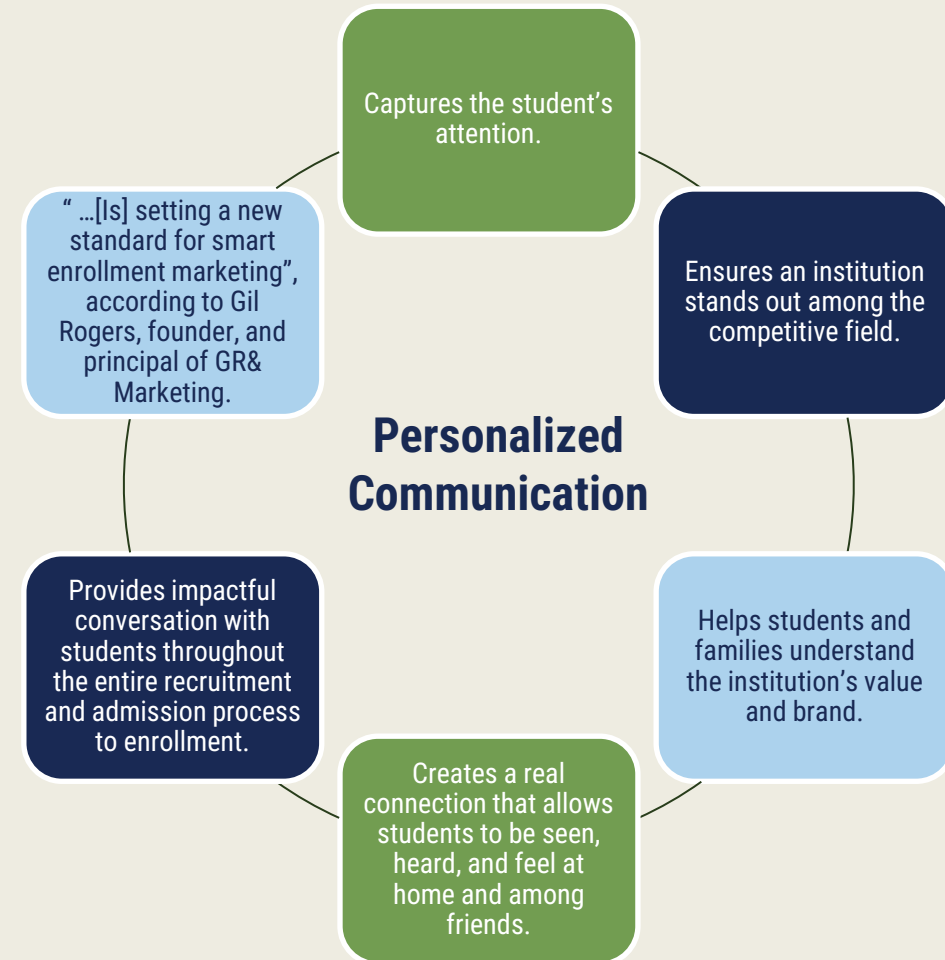 Captures the student’s
attention.
Ensures an institution
stands out among the
competitive field.
Helps students and
families understand
the institution’s value
and brand.
Creates a real
connection that allows
students to be seen,
heard, and feel at
home and among
friends.
Provides impactful
conversation with
students throughout
the entire recruitment
and admission process
to enrollment.
“ …[Is] setting a new
standard for smart
enrollment marketing”,
according to Gil
Rogers, founder, and
principal of GR&
Marketing.
Personalized
Communication